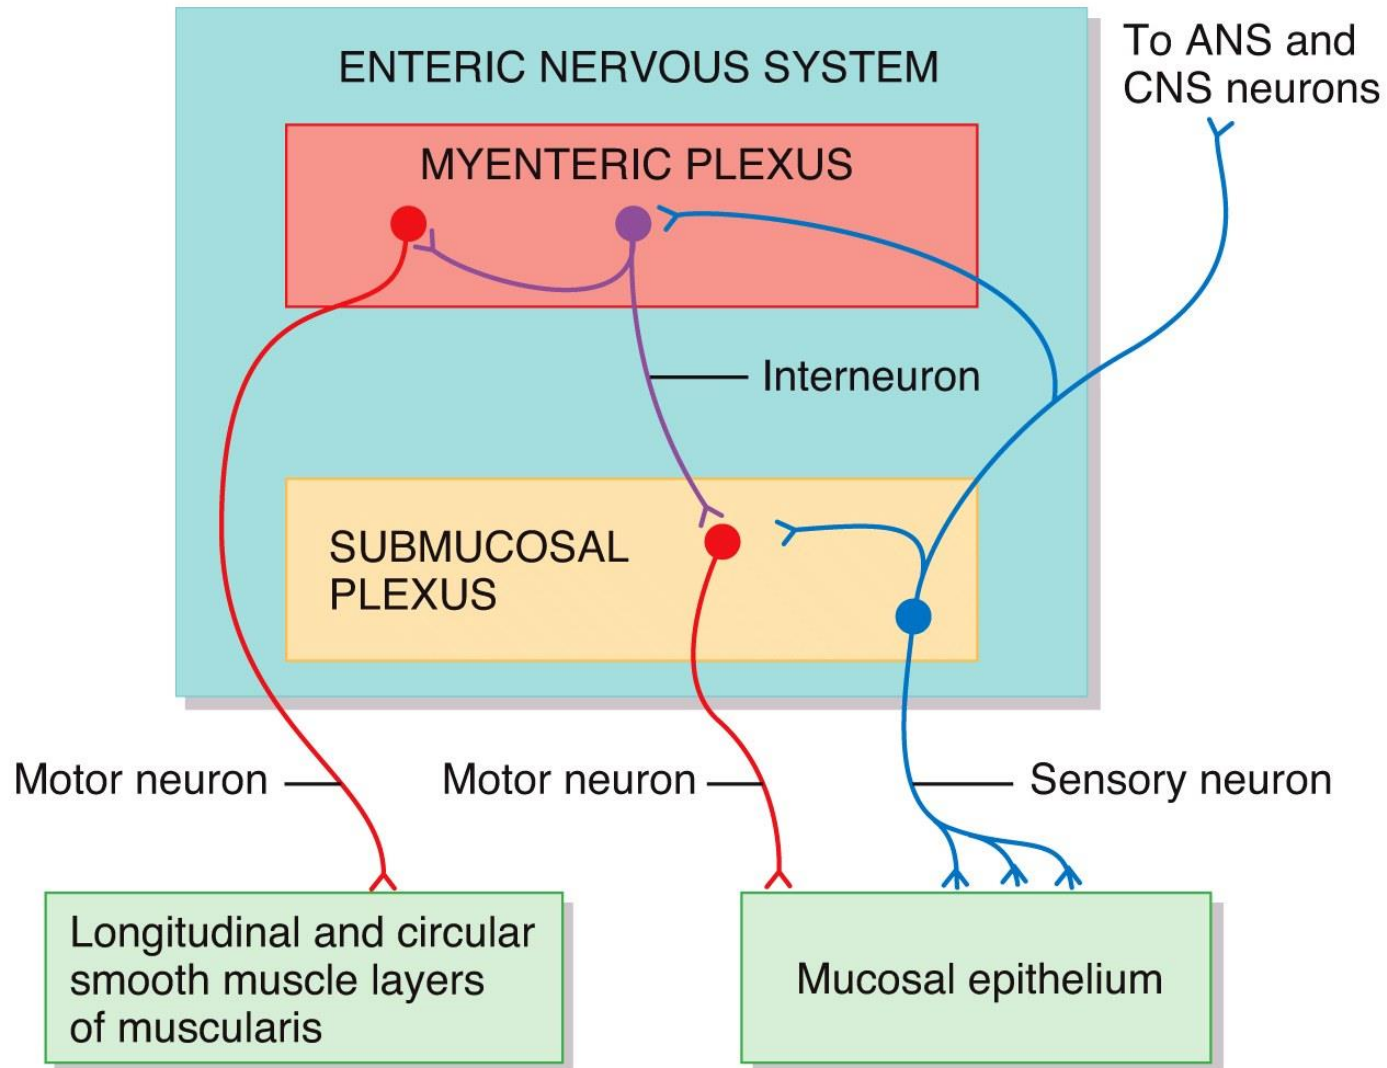 ENTERIC NERVOUS SYSTEM
To ANS and
CNS neurons
MYENTERIC PLEXUS
Interneuron
SUBMUCOSAL
PLEXUS
Motor neuron
Motor neuron
Sensory neuron
Longitudinal and circular
smooth muscle layers
of muscularis
Mucosal epithelium